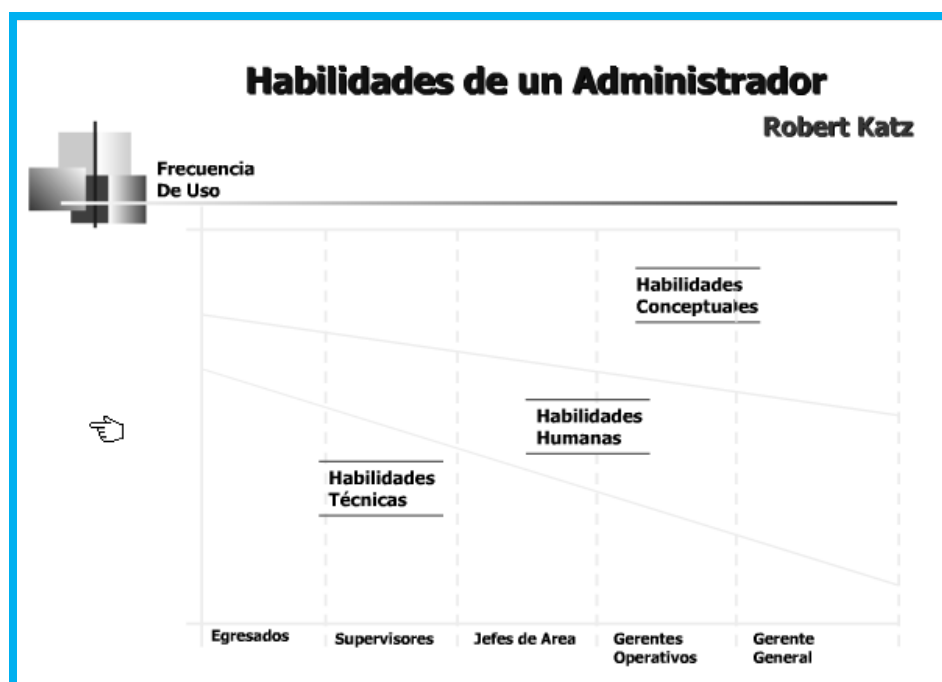 Habilidades de un Administrador
Robert Katz
Frecuencia
De Uso
Habilidades
Conceptuales
Habilidades
Humanas
Habilidades
Técnicas
Egresados
Supervisores
Jefes de Area
Gerentes
Operativos
Gerente
General